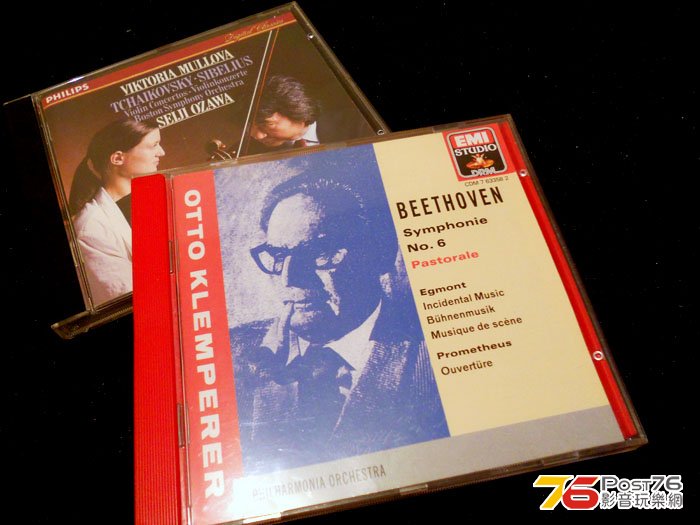 Digital Classics
PHILIPS
VIKTORIA MULLOVA
TCHAIKOVSKY · SIBELIUS
Violin Concertos · Violinkonzerte
Boston Symphony Orchestra
SEIJI OZAWA
OTTO KLEMPERER
EMI
STUDIO
DRM
CDM 7 63358 2
BEETHOVEN
Symphonie
No. 6
Pastorale
Egmont
Incidental Music
Bühnenmusik
Musique de scène
Prometheus
Ouvertüre
PHILHARMONIA ORCHESTRA
76 Post76
影音玩樂網